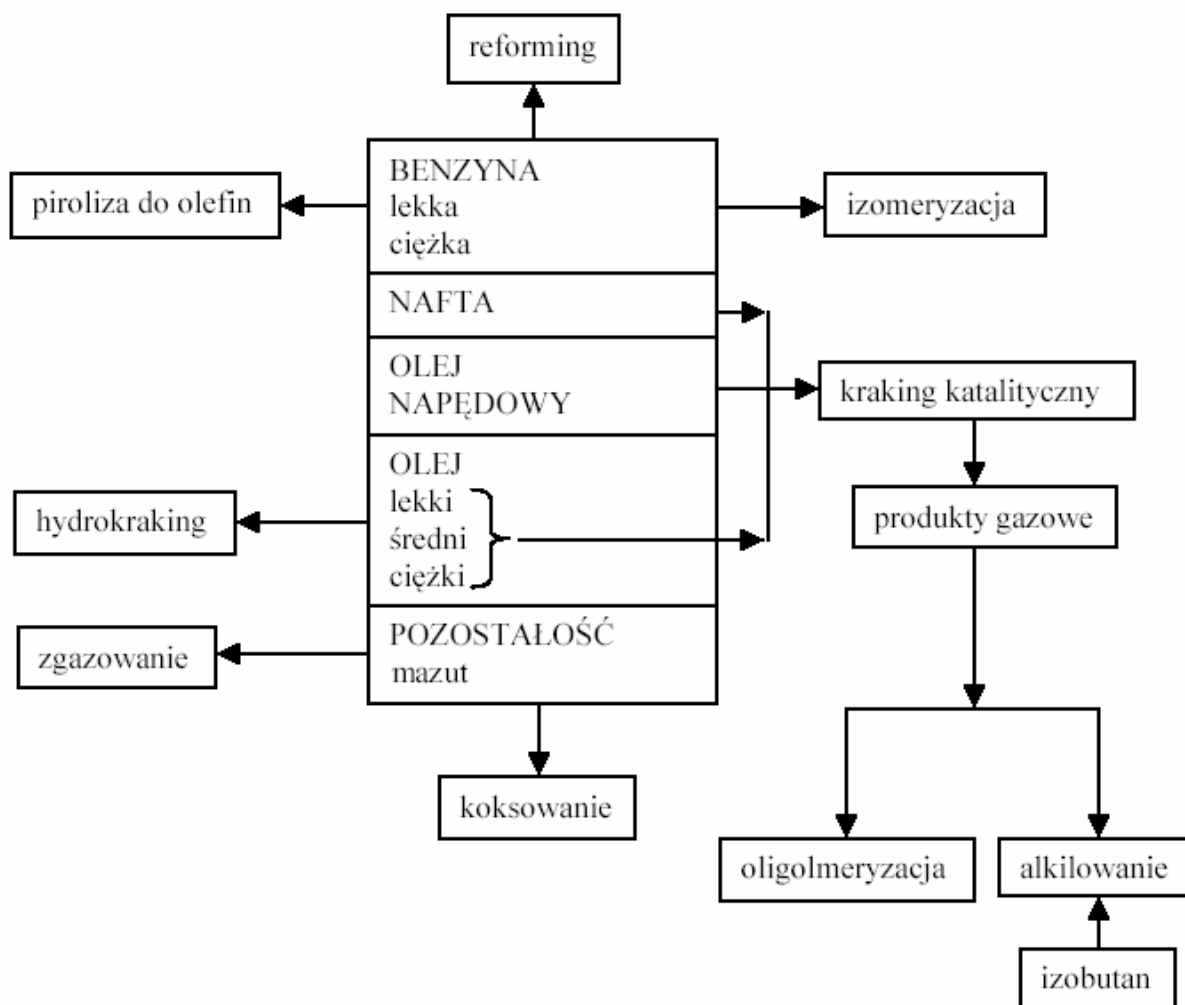 reforming
BENZYNA
lekka
ciężka
piroliza do olefin
izomeryzacja
NAFTA
OLEJ
NAPĘDOWY
kraking katalityczny
OLEJ
lekki
średni
ciężki
hydrokraking
produkty gazowe
POZOSTAŁOŚĆ
mazut
zgazowanie
koksowanie
oligolmeryzacja
alkilowanie
izobutan